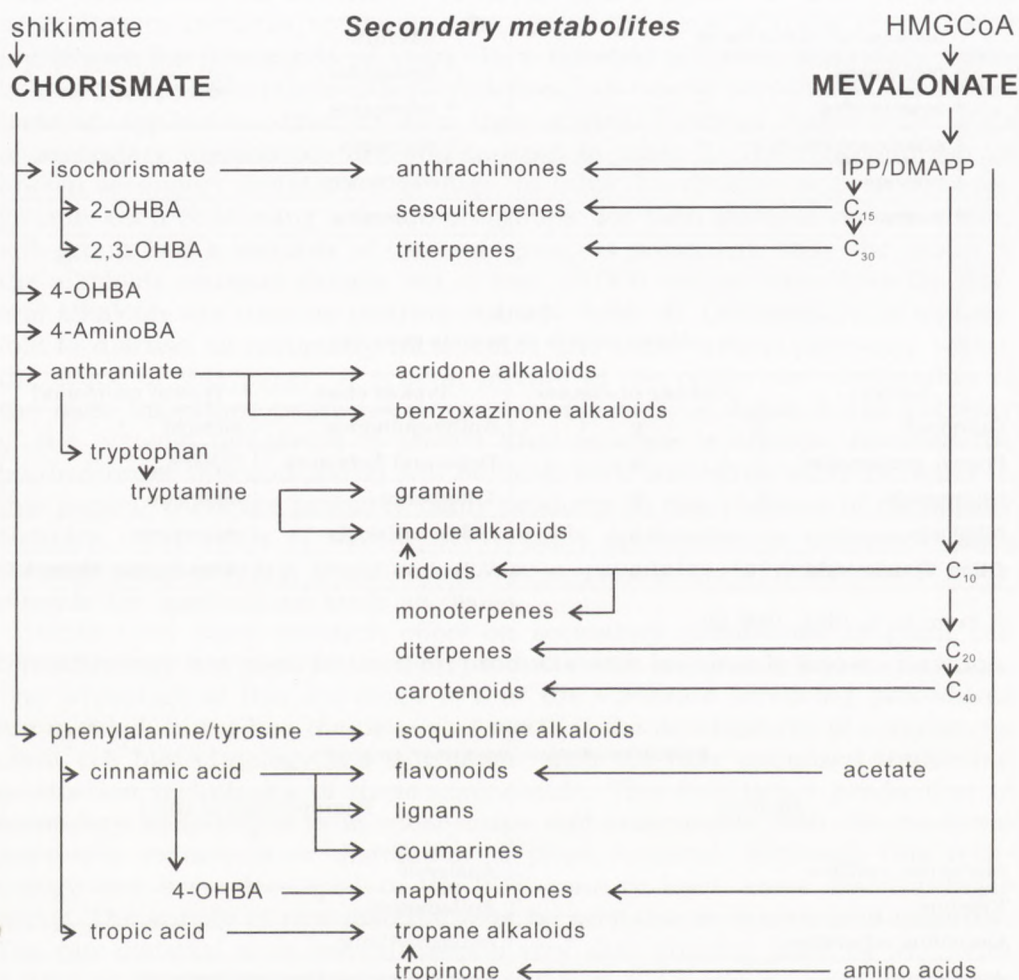 shikimate Secondary metabolites HMGCoA
CHORISMATE MEVALONATE
isochorismate anthrachinones IPP/DMAPP
2-OHBA sesquiterpenes C15
2,3-OHBA triterpenes C30
4-OHBA
4-AminoBA
anthranilate acridone alkaloids
benzoxazinone alkaloids
tryptophan
tryptamine gramine
indole alkaloids
iridoids C10
monoterpenes
diterpenes C20
carotenoids C40
phenylalanine/tyrosine isoquinoline alkaloids
cinnamic acid flavonoids acetate
lignans
coumarines
4-OHBA naphtoquinones
tropic acid tropane alkaloids
tropinone amino acids